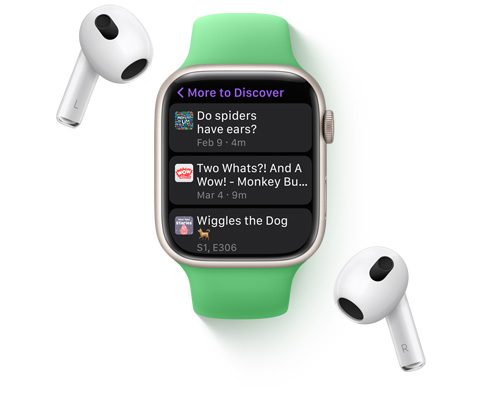 L
More to Discover
Do spiders
have ears?
Feb 9 · 4m
Two Whats?! And A
Wow! - Monkey Bu...
Mar 4 · 9m
Wiggles the Dog
🐕
S1, E306
R